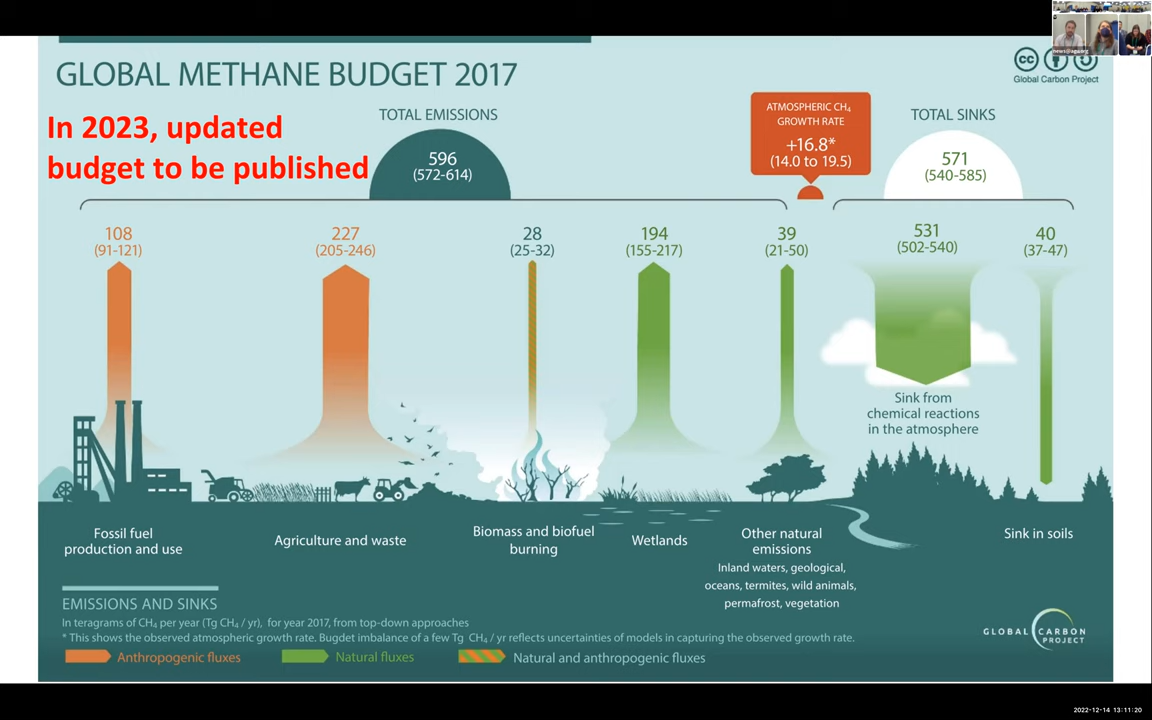 GLOBAL METHANE BUDGET 2017
Global Carbon Project
In 2023, updated
budget to be published
TOTAL EMISSIONS
596
(572-614)
ATMOSPHERIC CH₄
GROWTH RATE
+16.8*
(14.0 to 19.5)
TOTAL SINKS
571
(540-585)
108
(91-121)
227
(205-246)
28
(25-32)
194
(155-217)
39
(21-50)
531
(502-540)
40
(37-47)
Sink from
chemical reactions
in the atmosphere
Fossil fuel
production and use
Agriculture and waste
Biomass and biofuel
burning
Wetlands
Other natural
emissions
Inland waters, geological,
oceans, termites, wild animals,
permafrost, vegetation
Sink in soils
EMISSIONS AND SINKS
In teragrams of CH₄ per year (Tg CH₄ / yr), for year 2017, from top-down approaches
* This shows the observed atmospheric growth rate. Bugdet imbalance of a few Tg CH₄ / yr reflects uncertainties of models in capturing the observed growth rate.
Anthropogenic fluxes
Natural fluxes
Natural and anthropogenic fluxes
GLOBAL CARBON
PROJECT
2022-12-14 13:11:20